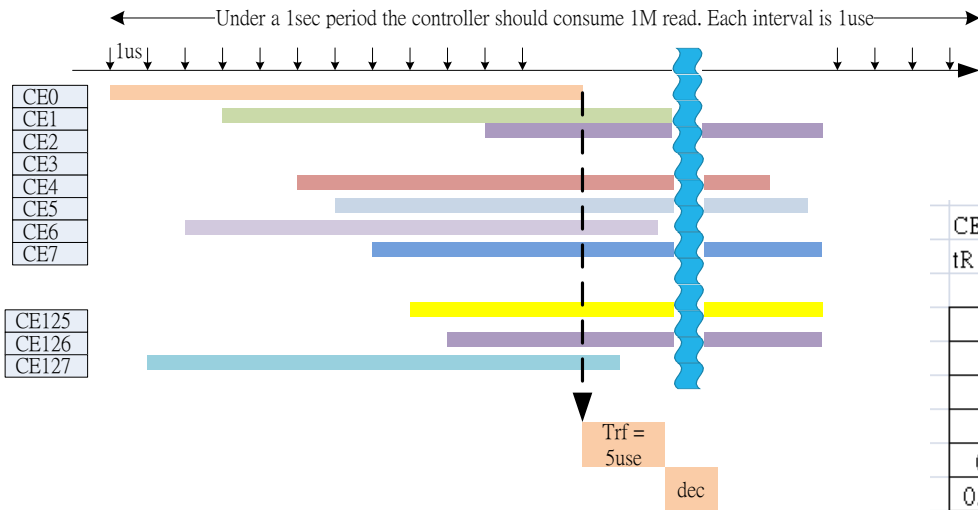 Under a 1sec period the controller should consume 1M read. Each interval is 1use
1us
CE0
CE1
CE2
CE3
CE4
CE5
CE6
CE7
CE125
CE126
CE127
Trf =
5use
dec
CE
tR